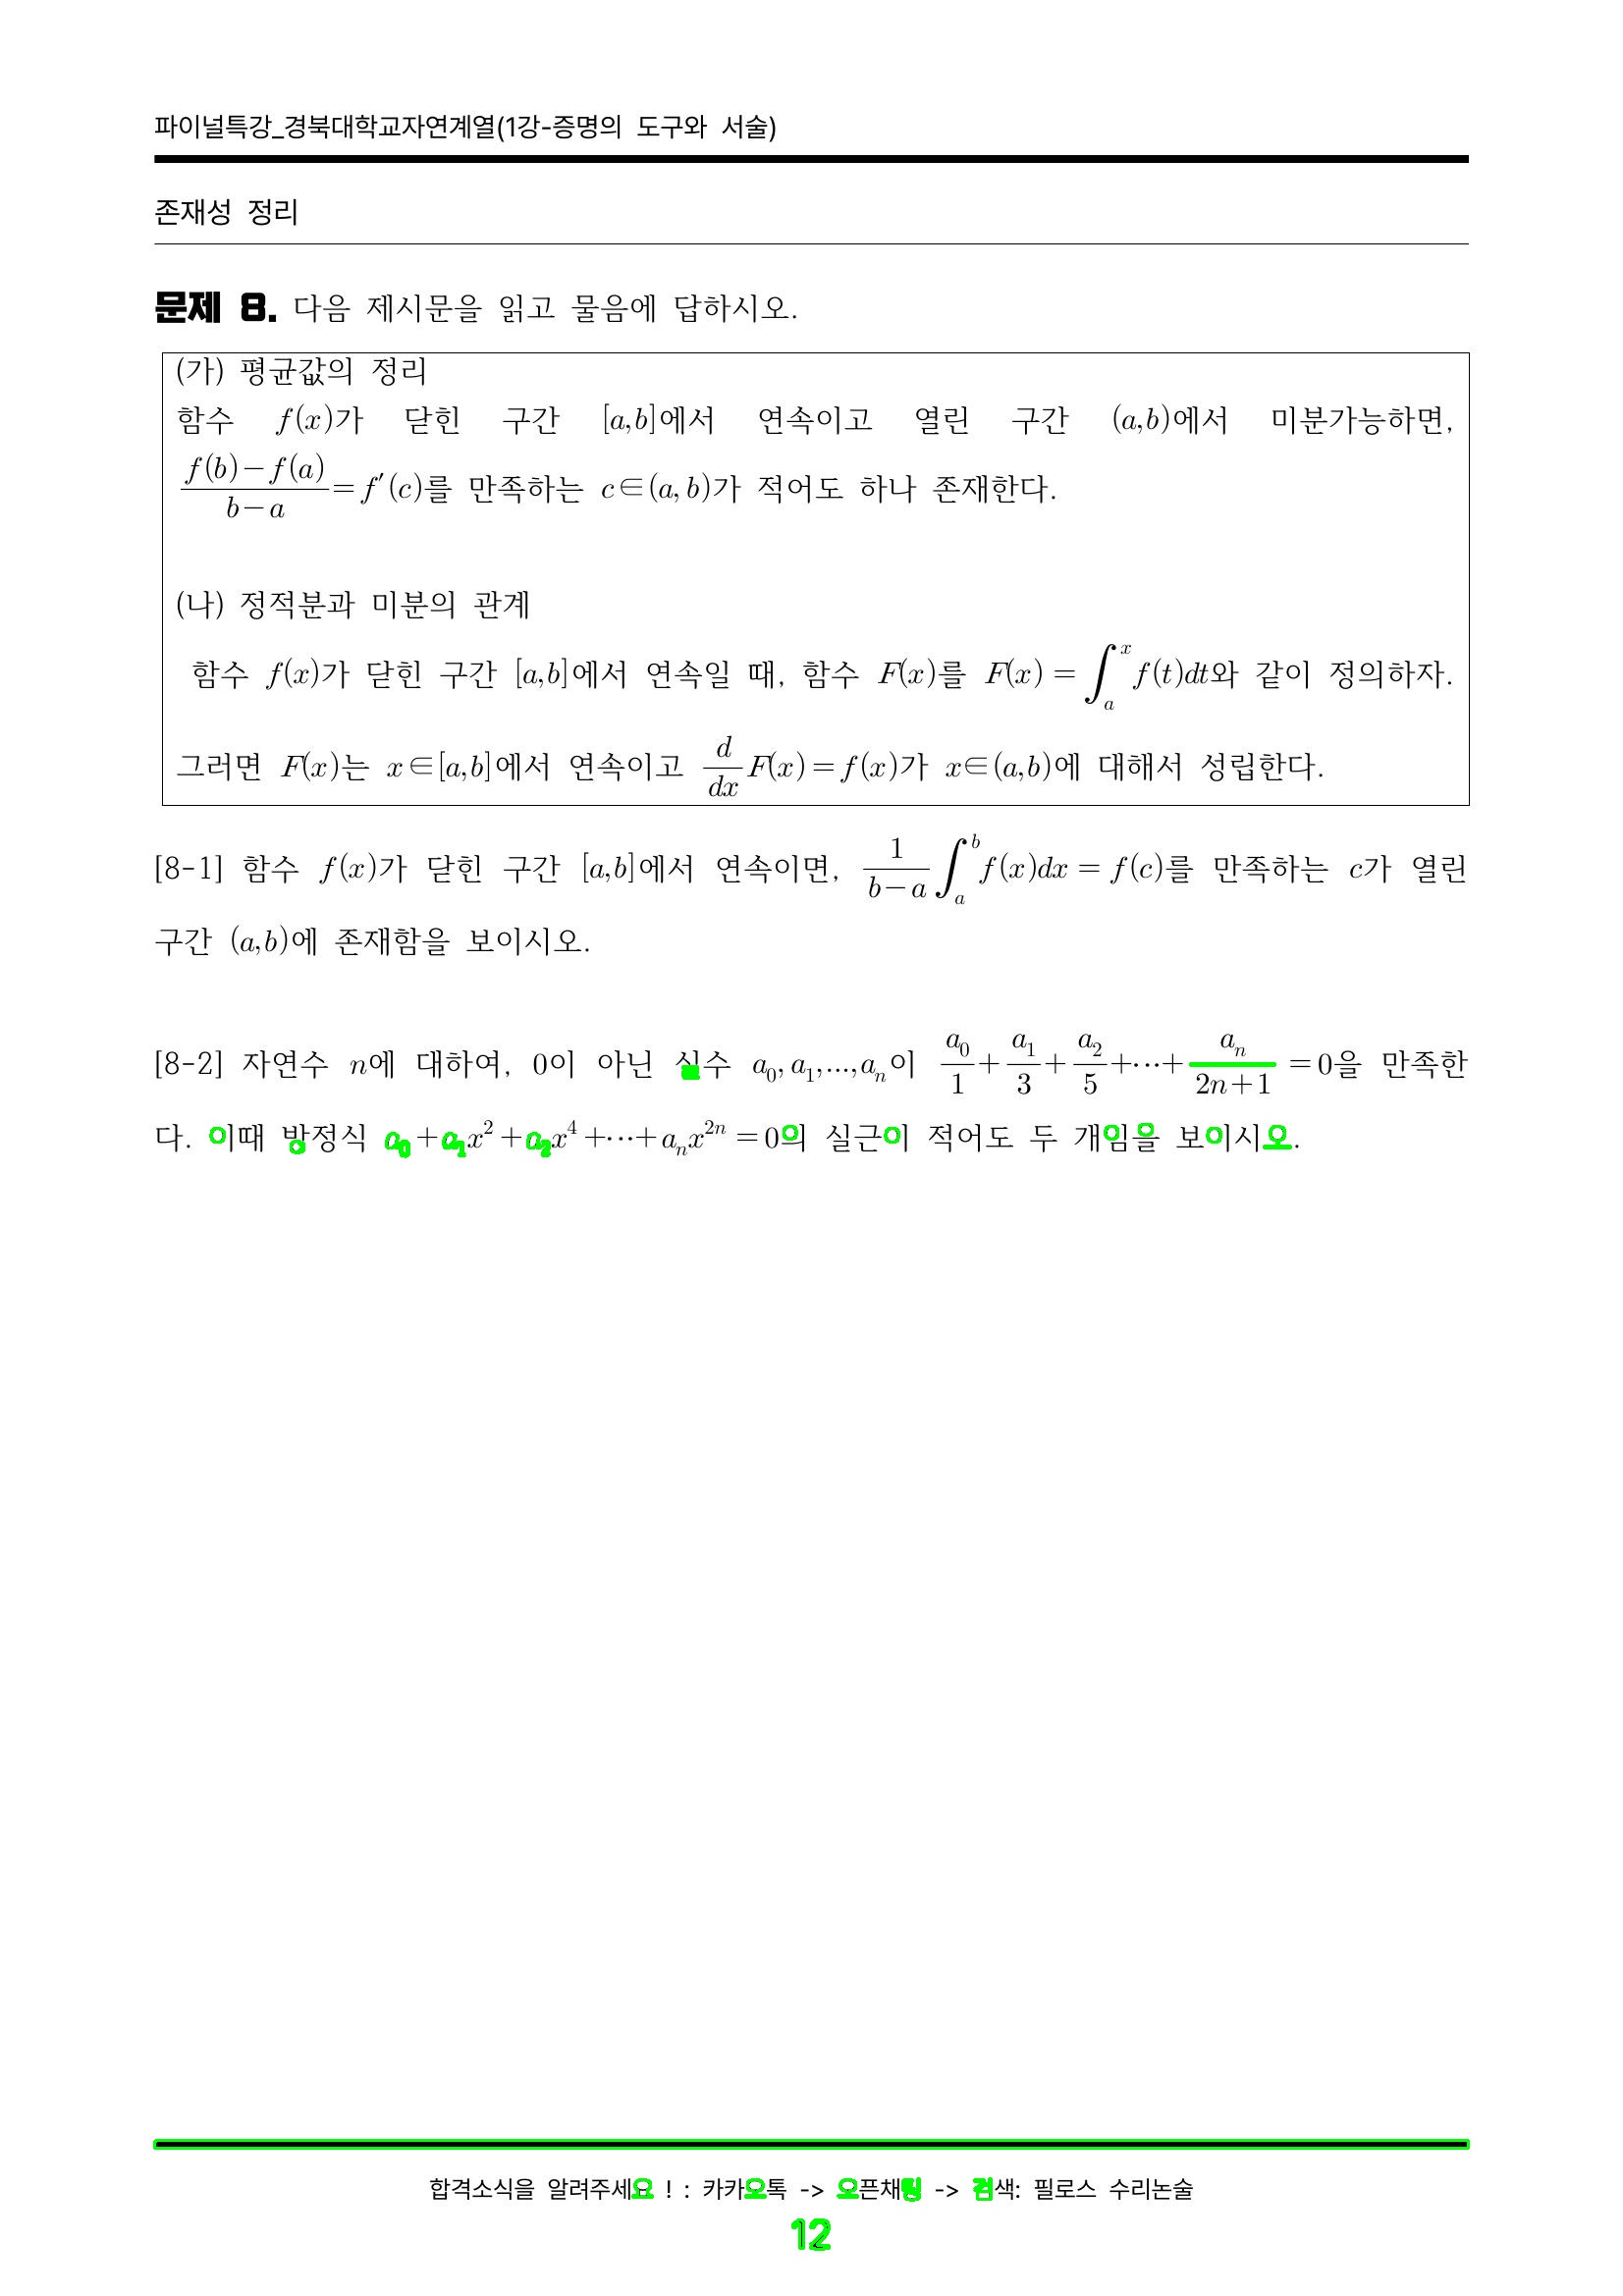 파이널특강_경북대학교자연계열(1강-증명의 도구와 서술)
존재성 정리
문제 8. 다음 제시문을 읽고 물음에 답하시오.
(가) 평균값의 정리
함수 f(x)가 닫힌 구간 [a,b]에서 연속이고 열린 구간 (a,b)에서 미분가능하면,
\frac{f(b)-f(a)}{b-a}=f'(c)를 만족하는 c∈(a, b)가 적어도 하나 존재한다.
(나) 정적분과 미분의 관계
함수 f(x)가 닫힌 구간 [a,b]에서 연속일 때, 함수 F(x)를 F(x) = \int_{a}^{x} f(t)dt와 같이 정의하자.
그러면 F(x)는 x∈[a,b]에서 연속이고 \frac{d}{dx}F(x)=f(x)가 x∈(a,b)에 대해서 성립한다.
[8-1] 함수 f(x)가 닫힌 구간 [a,b]에서 연속이면, \frac{1}{b-a}\int_{a}^{b} f(x)dx = f(c)를 만족하는 c가 열린
구간 (a,b)에 존재함을 보이시오.
[8-2] 자연수 n에 대하여, 0이 아닌 실수 a_0, a_1,...,a_n이 \frac{a_0}{1}+\frac{a_1}{3}+\frac{a_2}{5}+⋯+\frac{a_n}{2n+1}=0을 만족한
다. 이때 방정식 a_0+a_1x^2+a_2x^4+⋯+a_nx^{2n}=0의 실근이 적어도 두 개임을 보이시오.
합격소식을 알려주세요 ! : 카카오톡 -> 오픈채팅 -> 검색: 필로스 수리논술
12